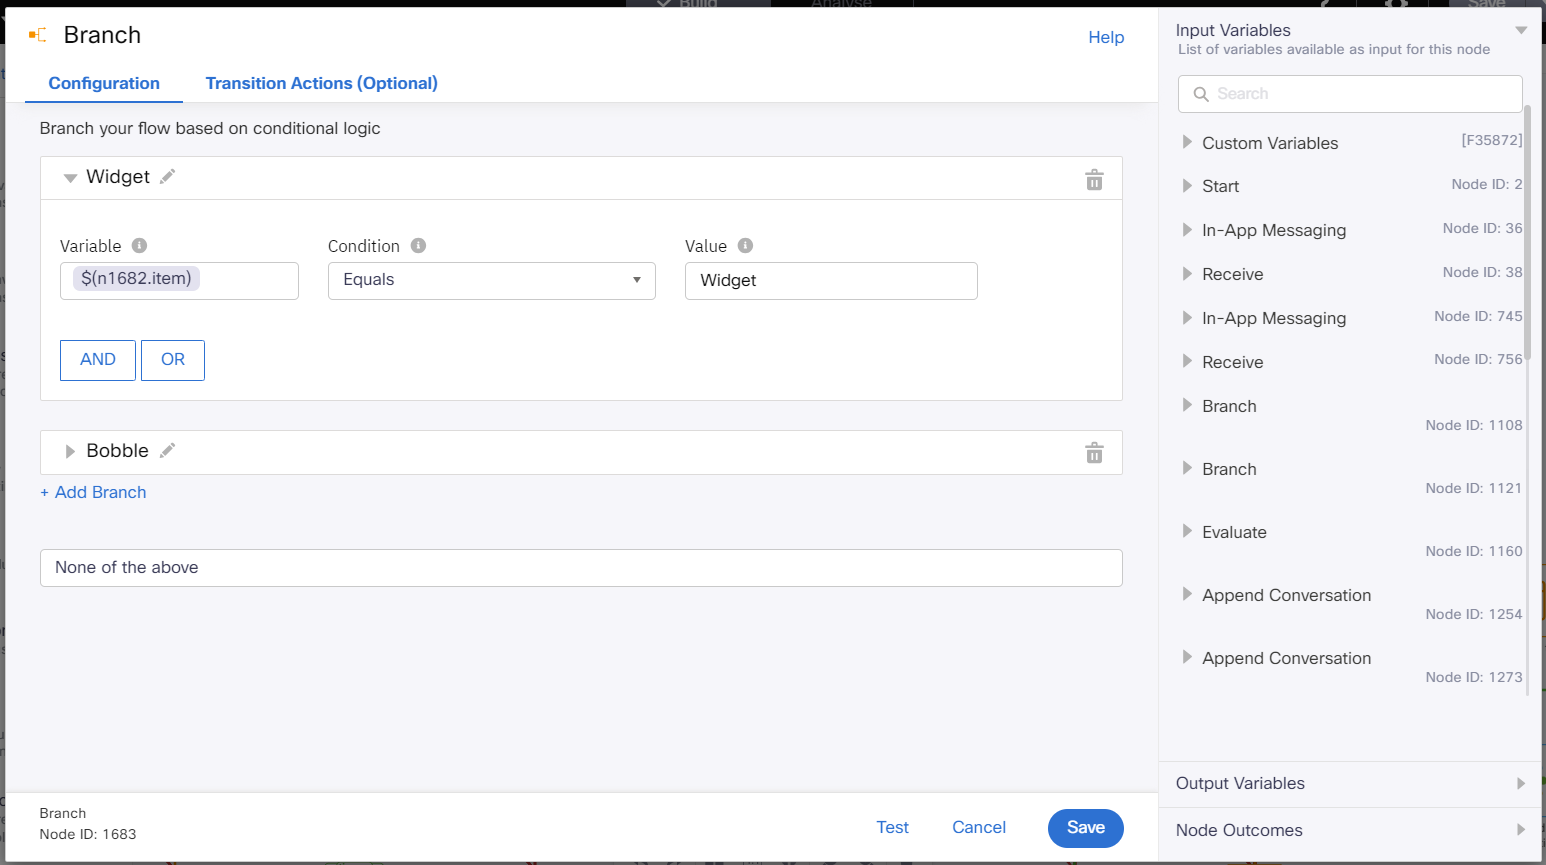 Build
Analyse
Save
Branch
Help
Configuration
Transition Actions (Optional)
Branch your flow based on conditional logic
Widget
Variable
Condition
Value
$(n1682.item)
Equals
Widget
AND
OR
Bobble
+ Add Branch
None of the above
Branch
Node ID: 1683
Test
Cancel
Save
Input Variables
List of variables available as input for this node
Search
Custom Variables [F35872]
Start Node ID: 2
In-App Messaging Node ID: 36
Receive Node ID: 38
In-App Messaging Node ID: 745
Receive Node ID: 756
Branch
Node ID: 1108
Branch
Node ID: 1121
Evaluate
Node ID: 1160
Append Conversation
Node ID: 1254
Append Conversation
Node ID: 1273
Output Variables
Node Outcomes